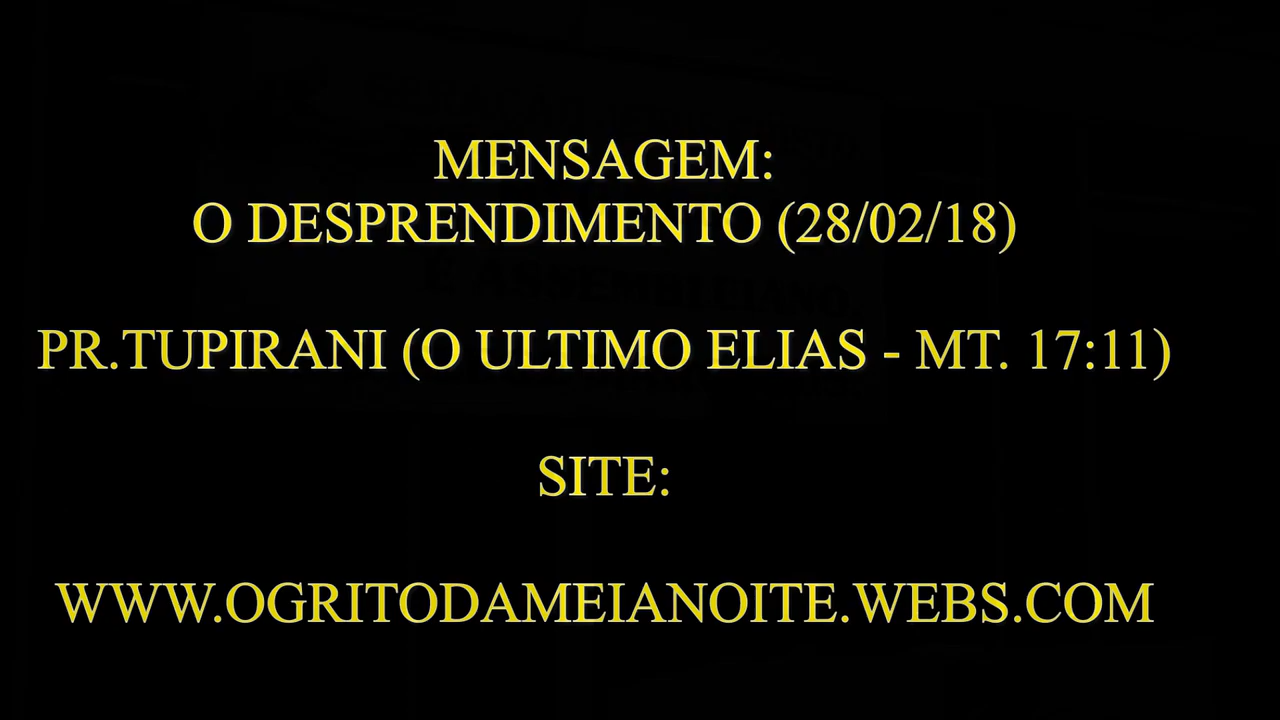 MENSAGEM:
O DESPRENDIMENTO (28/02/18)
PR.TUPIRANI (O ULTIMO ELIAS - MT. 17:11)
SITE:
WWW.OGRITODAMEIANOITE.WEBS.COM